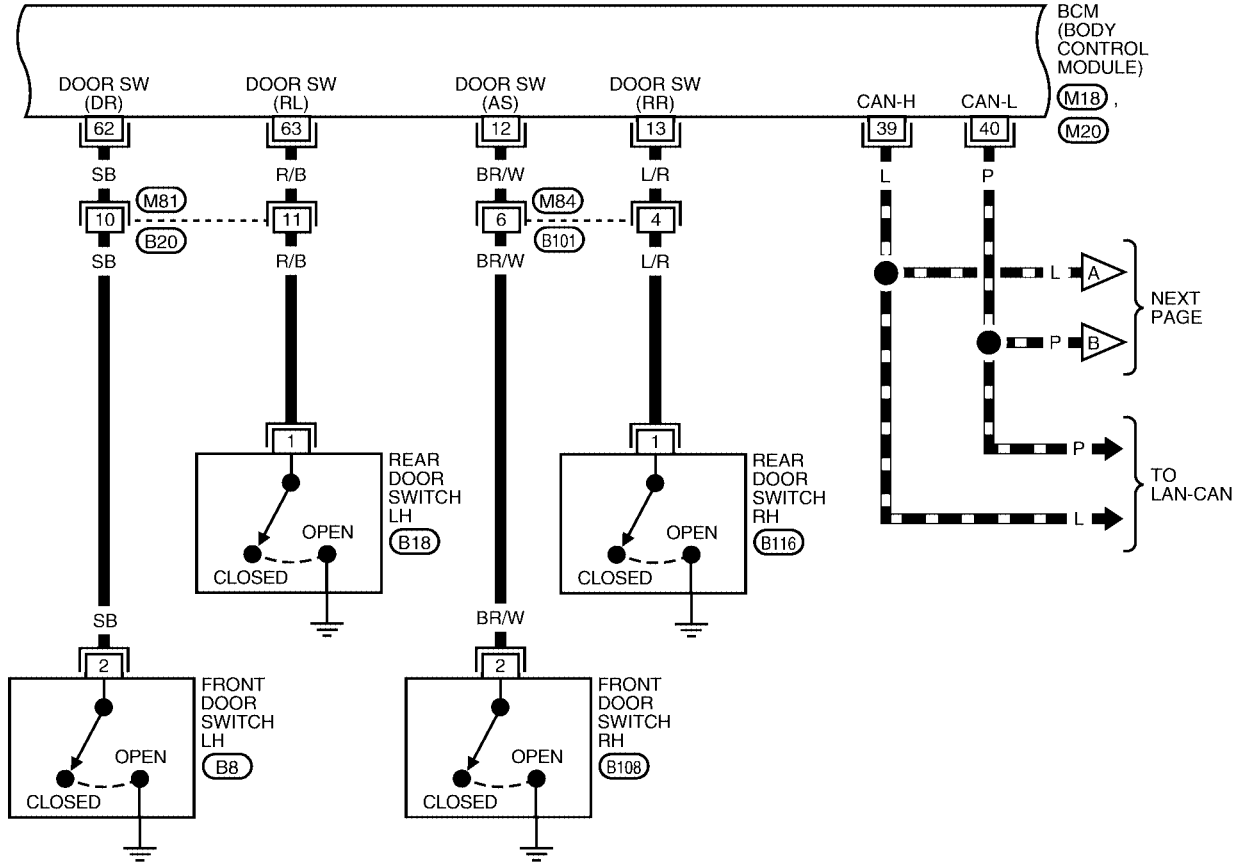 BCM
(BODY
CONTROL
MODULE)
M18 ,
M20
DOOR SW
(DR)
DOOR SW
(RL)
DOOR SW
(AS)
DOOR SW
(RR)
CAN-H
CAN-L
62
63
12
13
39
40
SB
R/B
BR/W
L/R
L
P
10
M81
B20
11
6
M84
B101
4
SB
R/B
BR/W
L/R
L
A
P
B
NEXT
PAGE
P
L
TO
LAN-CAN
1
REAR
DOOR
SWITCH
LH
B18
OPEN
CLOSED
1
REAR
DOOR
SWITCH
RH
B116
OPEN
CLOSED
SB
2
FRONT
DOOR
SWITCH
LH
B8
OPEN
CLOSED
BR/W
2
FRONT
DOOR
SWITCH
RH
B108
OPEN
CLOSED